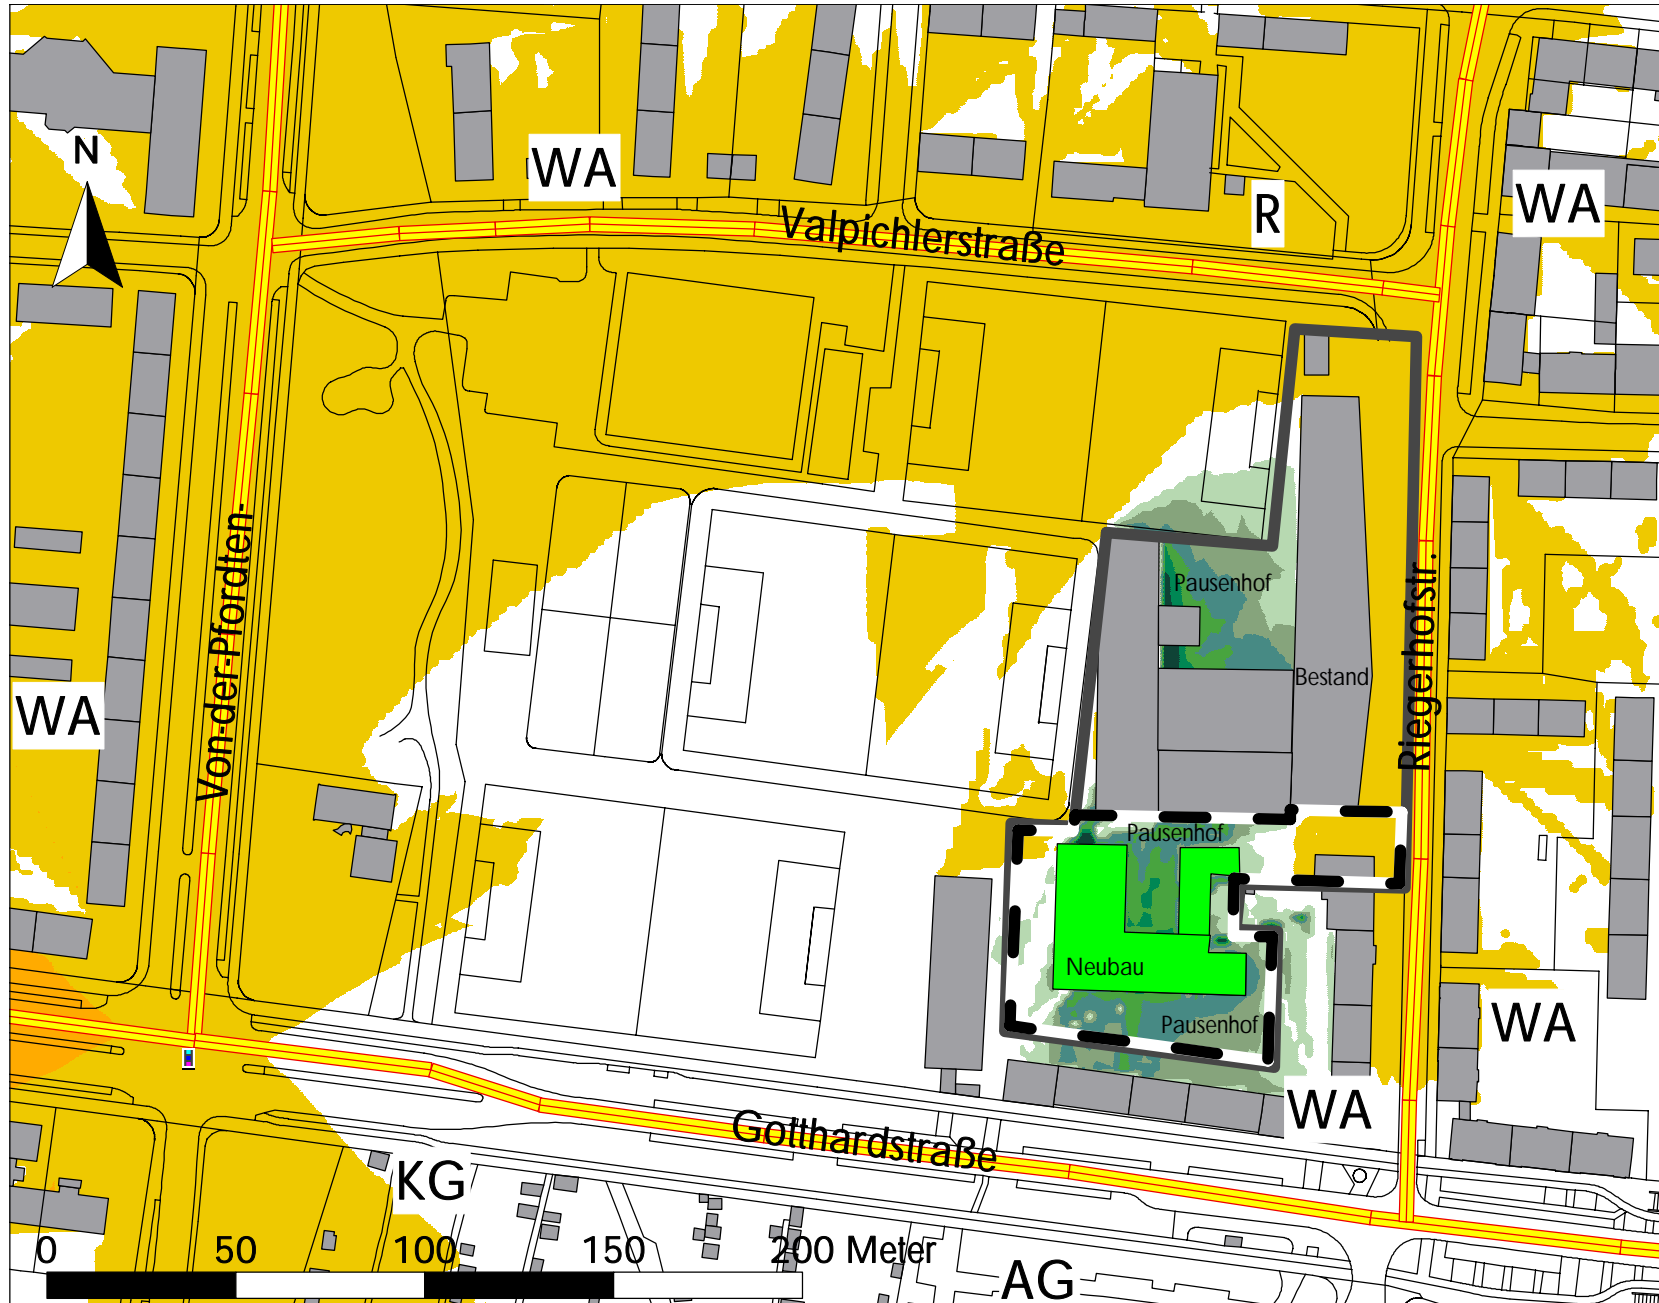 N
WA
Valpichlerstraße
R
WA
Von-der-Pfordten-
Pausenhof
Riegerhofstr.
Bestand
WA
Pausenhof
Neubau
Pausenhof
WA
WA
Gotthardstraße
KG
0 50 100 150 200 Meter
AG